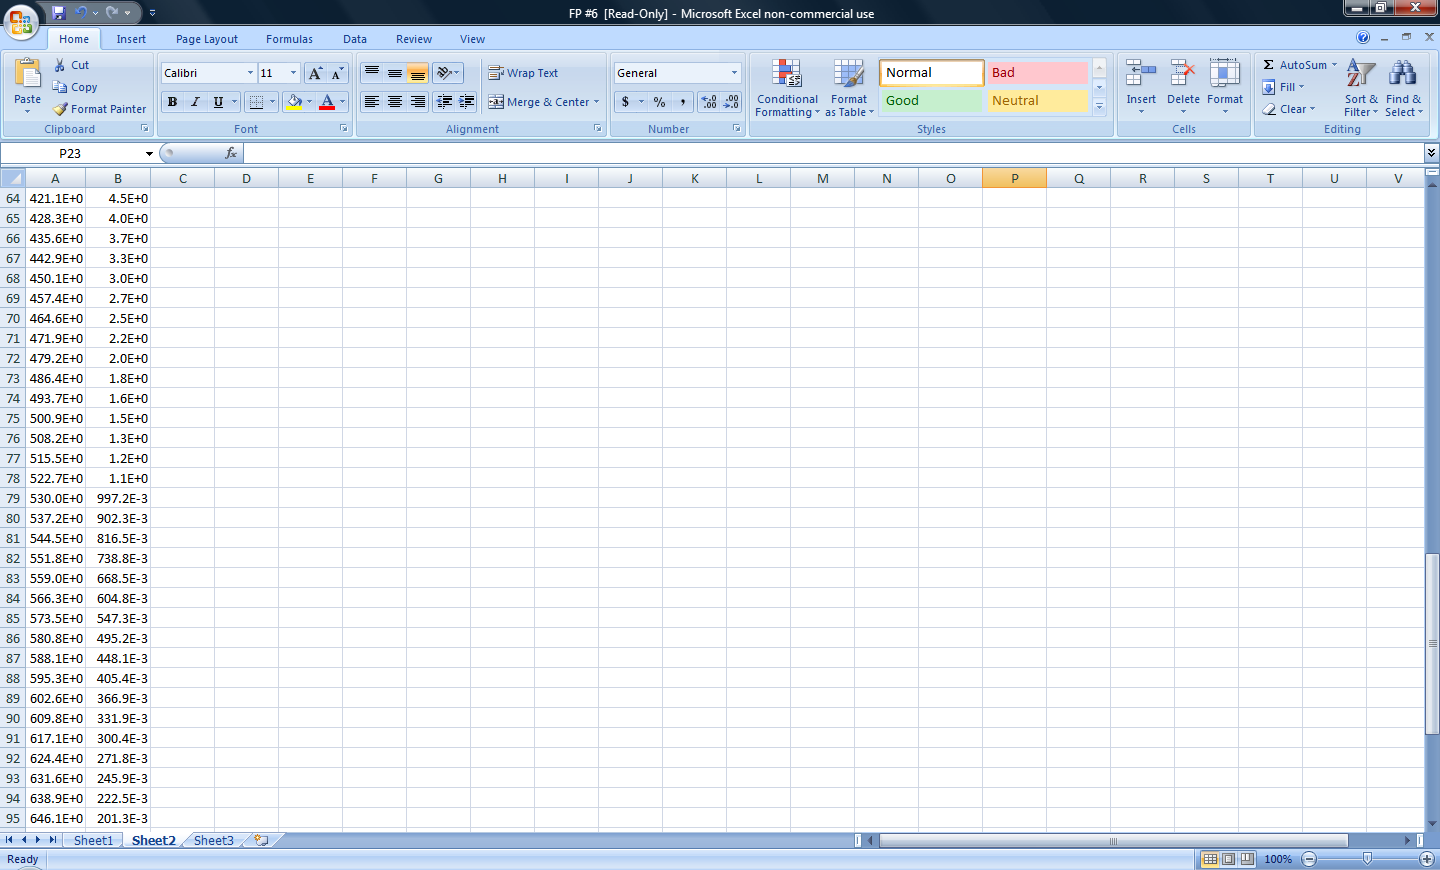 FP #6 [Read-Only] - Microsoft Excel non-commercial use
Home Insert Page Layout Formulas Data Review View
Paste Cut Copy Format Painter Clipboard
Calibri 11 A A B I U A Font
Wrap Text Merge & Center Alignment
General $ % , .00 .00 Number
Conditional Formatting Format as Table Normal Bad Good Neutral Styles
Insert Delete Format Cells
Σ AutoSum Fill Clear Sort & Filter Find & Select Editing
P23 fx
A B C D E F G H I J K L M N O P Q R S T U V
64 421.1E+0 4.5E+0
65 428.3E+0 4.0E+0
66 435.6E+0 3.7E+0
67 442.9E+0 3.3E+0
68 450.1E+0 3.0E+0
69 457.4E+0 2.7E+0
70 464.6E+0 2.5E+0
71 471.9E+0 2.2E+0
72 479.2E+0 2.0E+0
73 486.4E+0 1.8E+0
74 493.7E+0 1.6E+0
75 500.9E+0 1.5E+0
76 508.2E+0 1.3E+0
77 515.5E+0 1.2E+0
78 522.7E+0 1.1E+0
79 530.0E+0 997.2E-3
80 537.2E+0 902.3E-3
81 544.5E+0 816.5E-3
82 551.8E+0 738.8E-3
83 559.0E+0 668.5E-3
84 566.3E+0 604.8E-3
85 573.5E+0 547.3E-3
86 580.8E+0 495.2E-3
87 588.1E+0 448.1E-3
88 595.3E+0 405.4E-3
89 602.6E+0 366.9E-3
90 609.8E+0 331.9E-3
91 617.1E+0 300.4E-3
92 624.4E+0 271.8E-3
93 631.6E+0 245.9E-3
94 638.9E+0 222.5E-3
95 646.1E+0 201.3E-3
Sheet1 Sheet2 Sheet3
Ready 100%